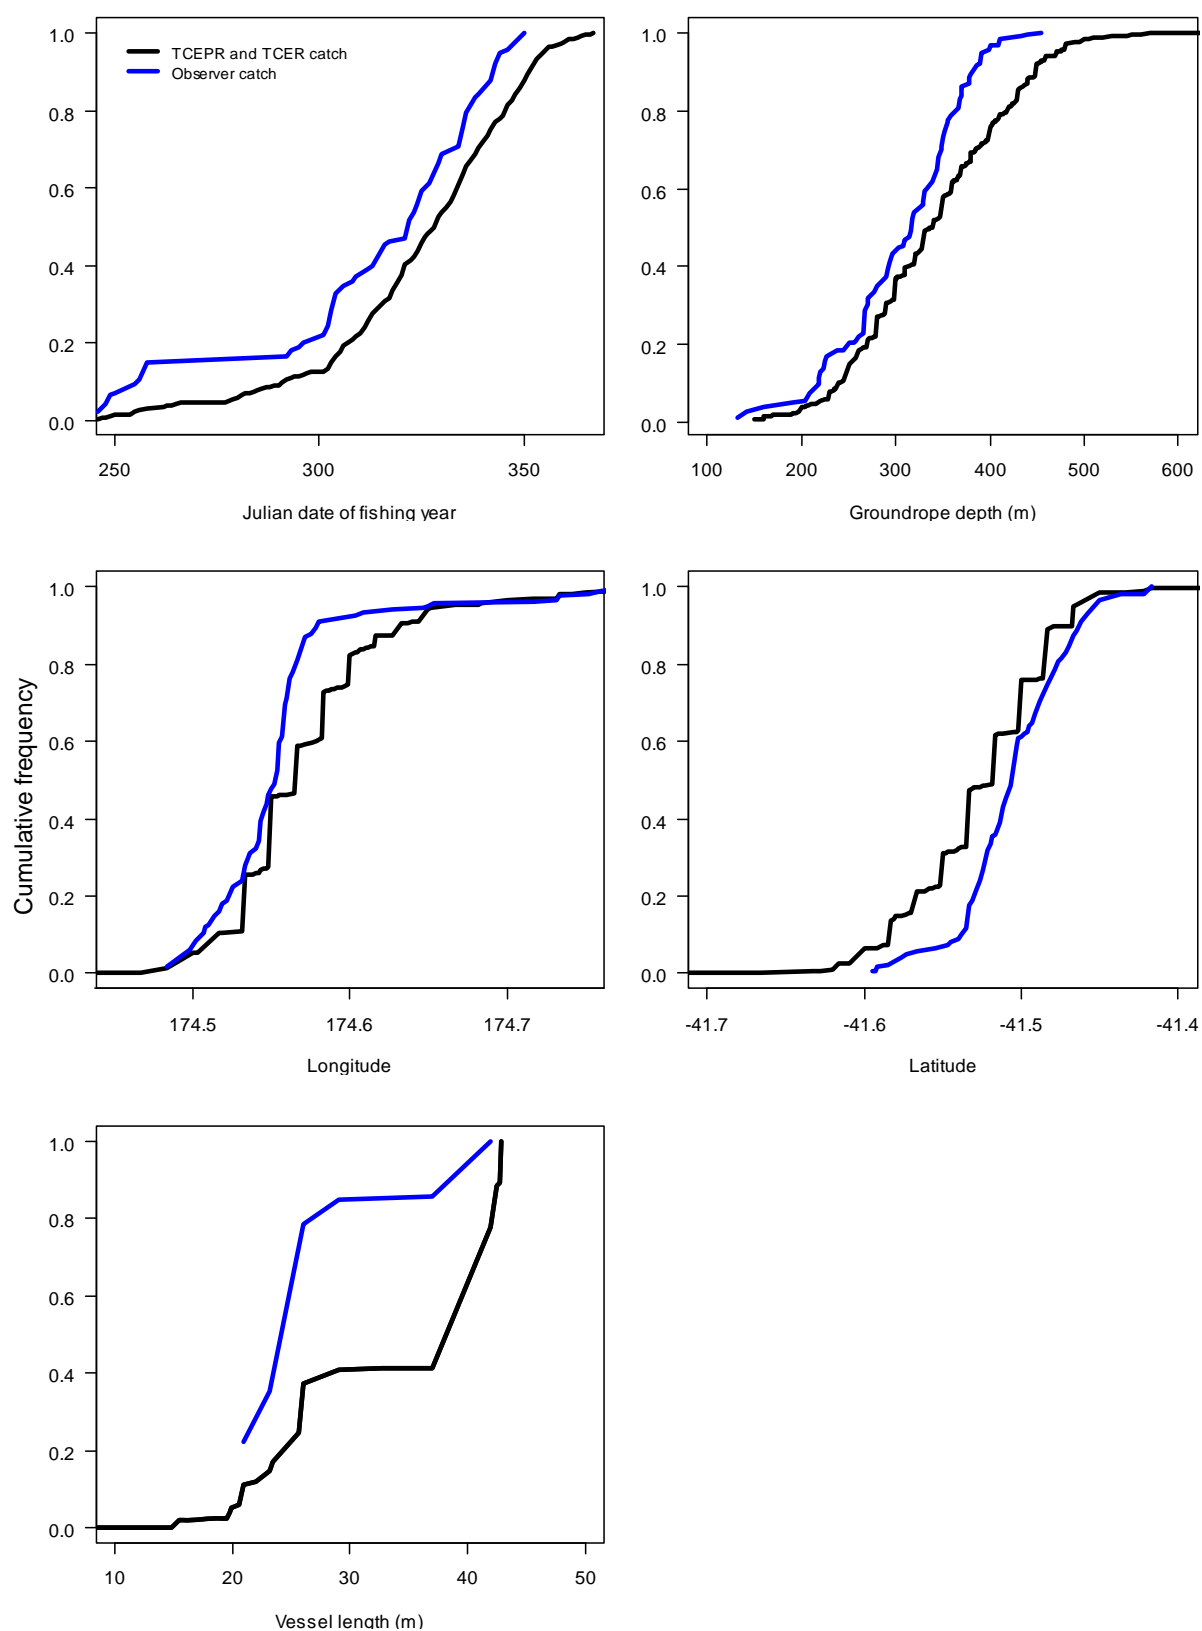 1.0
0.8
0.6
0.4
0.2
0.0
TCEPR and TCER catch
Observer catch
250 300 350
Julian date of fishing year
1.0
0.8
0.6
0.4
0.2
0.0
100 200 300 400 500 600
Groundrope depth (m)
Cumulative frequency
1.0
0.8
0.6
0.4
0.2
0.0
174.5 174.6 174.7
Longitude
1.0
0.8
0.6
0.4
0.2
0.0
-41.7 -41.6 -41.5 -41.4
Latitude
1.0
0.8
0.6
0.4
0.2
0.0
10 20 30 40 50
Vessel length (m)